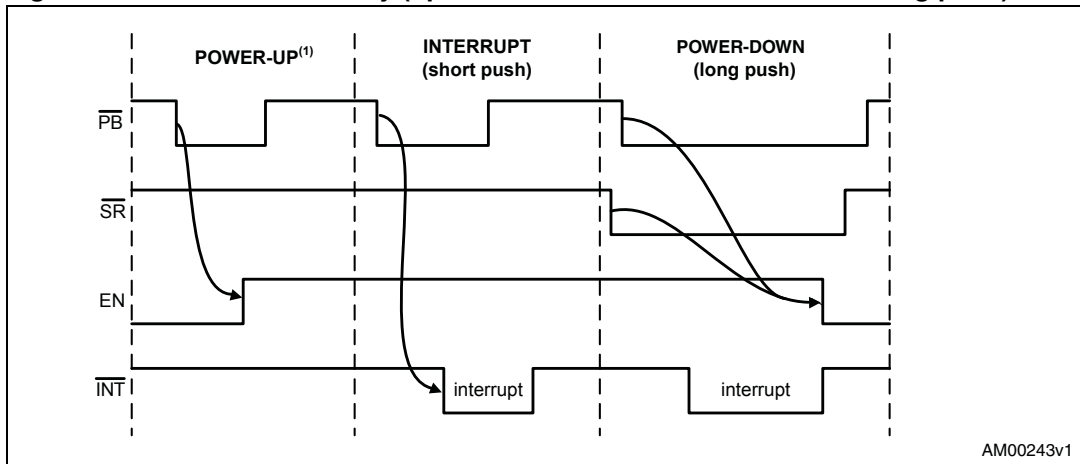 POWER-UP(1)
INTERRUPT
(short push)
POWER-DOWN
(long push)
PB
SR
EN
INT
interrupt
interrupt
AM00243v1